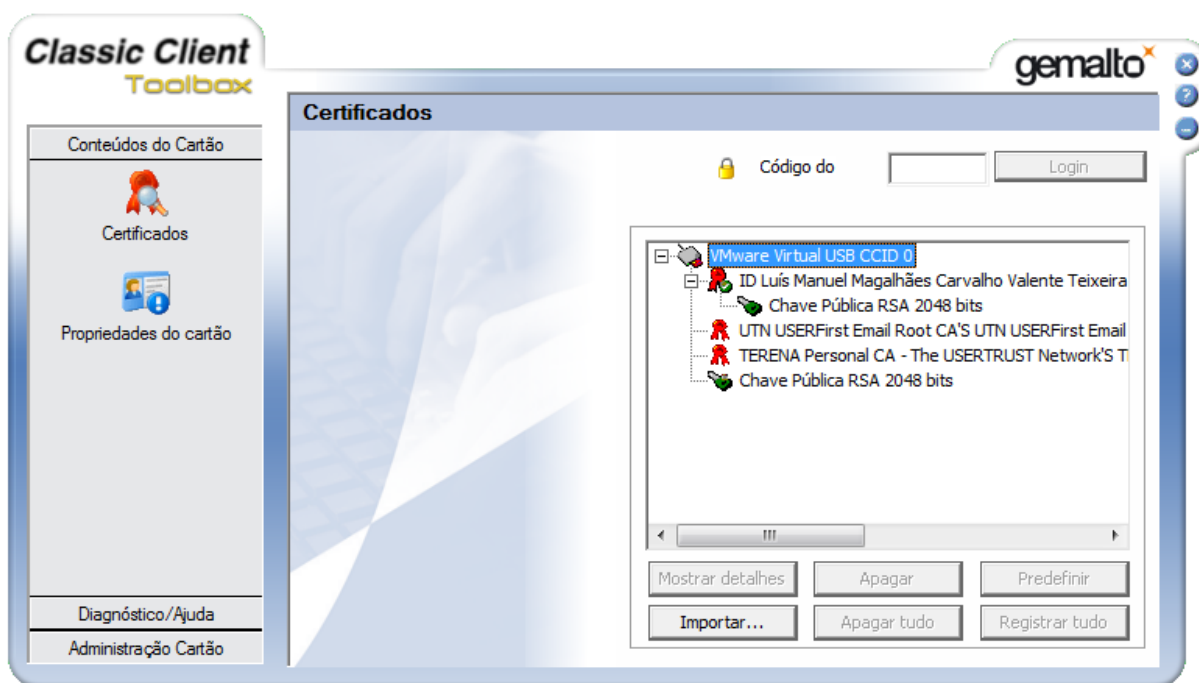 Classic Client
Toolbox
gemalto
Certificados
Conteúdos do Cartão
Certificados
Propriedades do cartão
Diagnóstico/Ajuda
Administração Cartão
Código do
Login
VMware Virtual USB CCID 0
ID Luís Manuel Magalhães Carvalho Valente Teixeira
Chave Pública RSA 2048 bits
UTN USERFirst Email Root CA'S UTN USERFirst Email
TERENA Personal CA - The USERTRUST Network'S
Chave Pública RSA 2048 bits
Mostrar detalhes
Apagar
Predefinir
Importar...
Apagar tudo
Registrar tudo